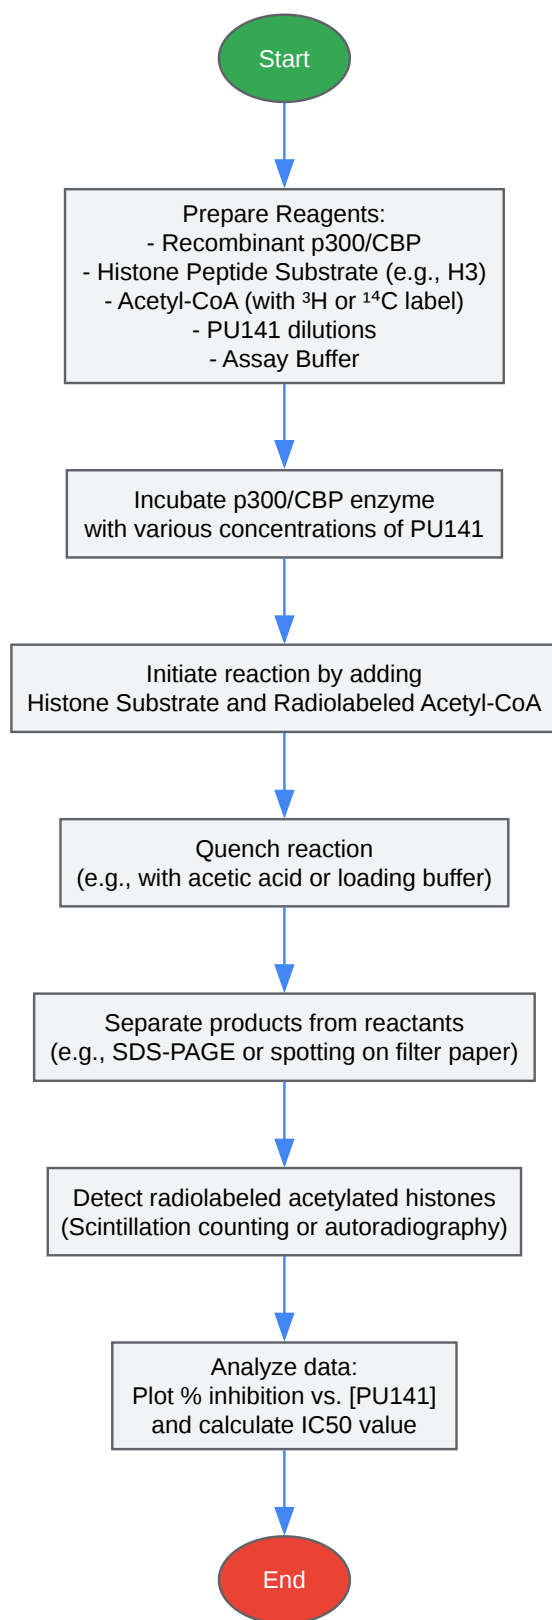 Start
Prepare Reagents:
- Recombinant p300/CBP
- Histone Peptide Substrate (e.g., H3)
- Acetyl-CoA (with ³H or ¹⁴C label)
- PU141 dilutions
- Assay Buffer
Incubate p300/CBP enzyme
with various concentrations of PU141
Initiate reaction by adding
Histone Substrate and Radiolabeled Acetyl-CoA
Quench reaction
(e.g., with acetic acid or loading buffer)
Separate products from reactants
(e.g., SDS-PAGE or spotting on filter paper)
Detect radiolabeled acetylated histones
(Scintillation counting or autoradiography)
Analyze data:
Plot % inhibition vs. [PU141]
and calculate IC50 value
End